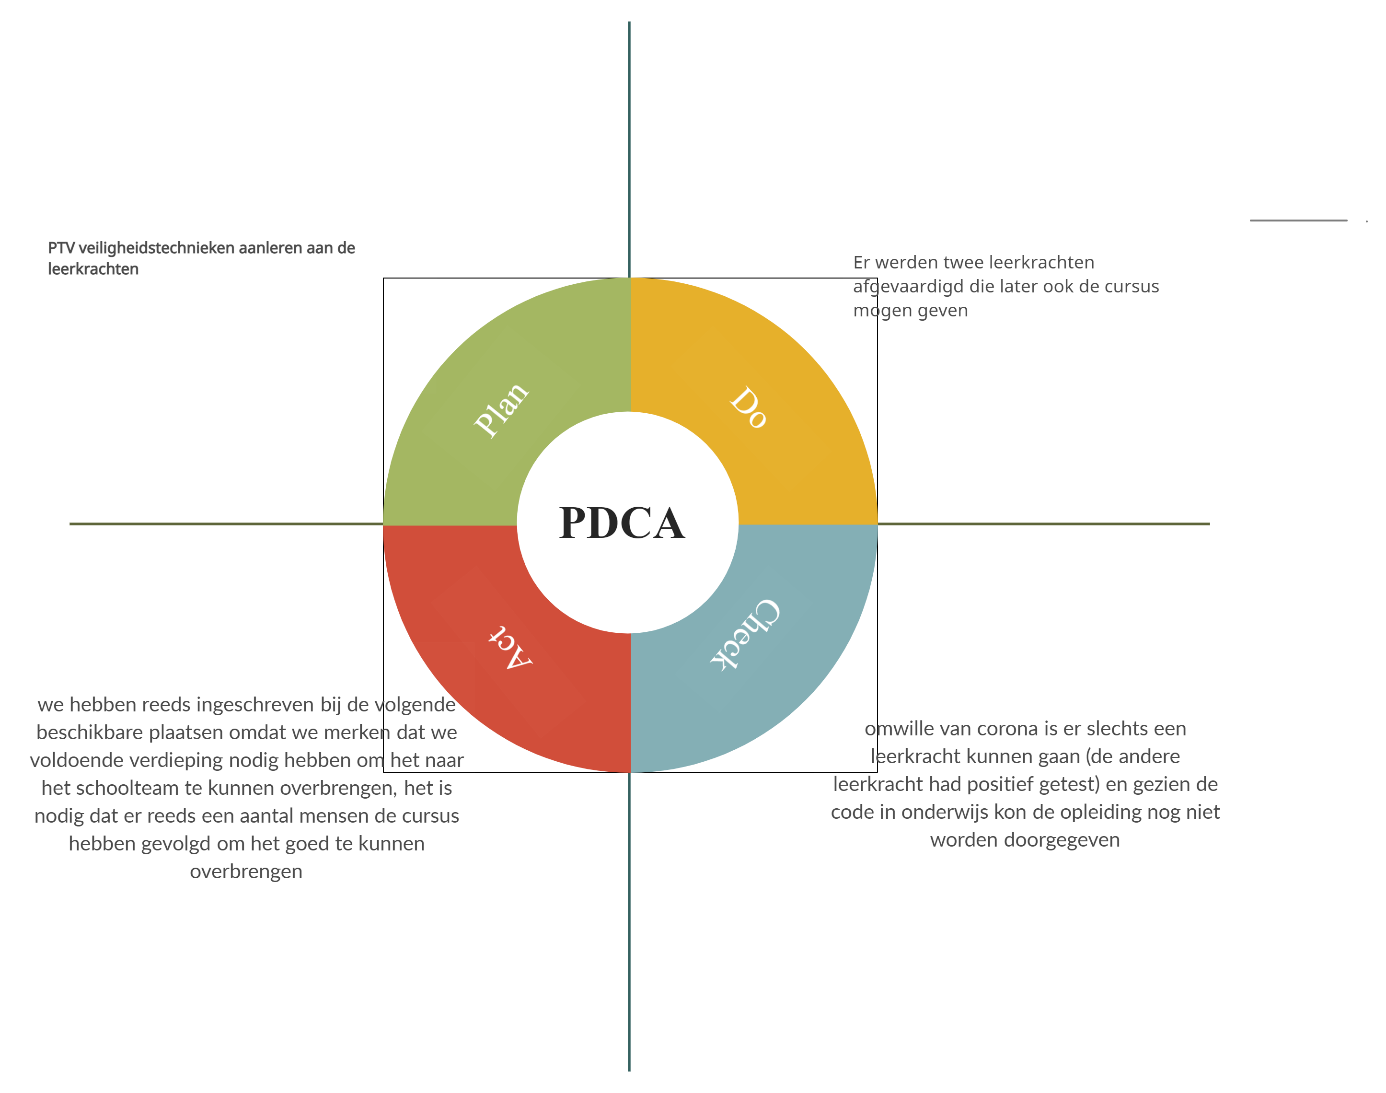 PTV veiligheidstechnieken aanleren aan de
leerkrachten
Er werden twee leerkrachten
afgevaardigd die later ook de cursus
mogen geven
Plan
Do
PDCA
Act
Check
we hebben reeds ingeschreven bij de volgende
beschikbare plaatsen omdat we merken dat we
voldoende verdieping nodig hebben om het naar
het schoolteam te kunnen overbrengen, het is
nodig dat er reeds een aantal mensen de cursus
hebben gevolgd om het goed te kunnen
overbrengen
omwille van corona is er slechts een
leerkracht kunnen gaan (de andere
leerkracht had positief getest) en gezien de
code in onderwijs kon de opleiding nog niet
worden doorgegeven